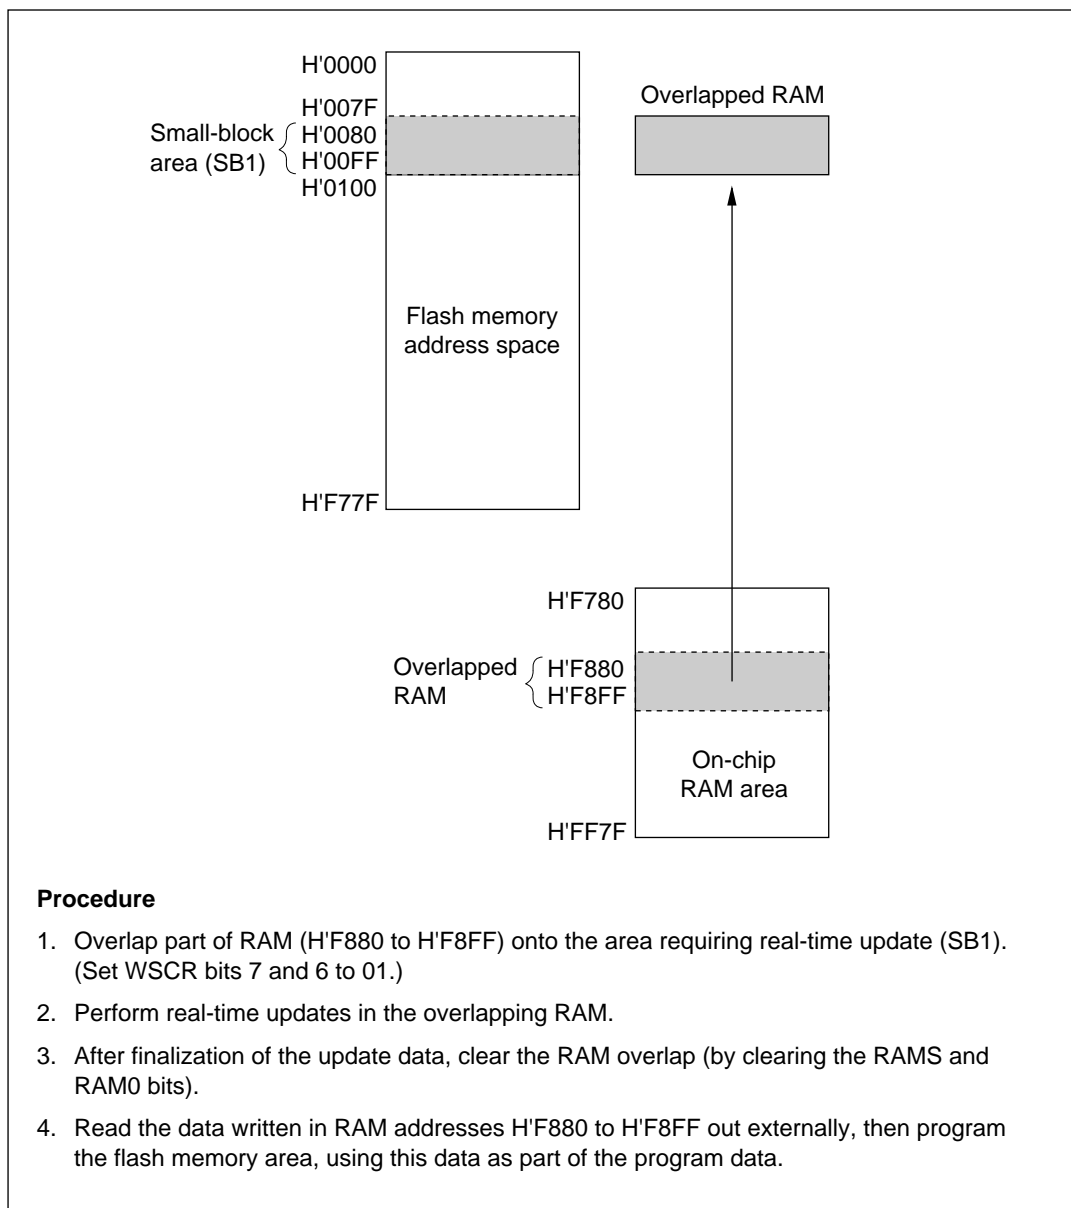 H'0000
H'007F
Small-block
area (SB1)
H'0080
H'00FF
H'0100
Overlapped RAM
Flash memory
address space
H'F77F
H'F780
Overlapped
RAM
H'F880
H'F8FF
On-chip
RAM area
H'FF7F
Procedure
1. Overlap part of RAM (H'F880 to H'F8FF) onto the area requiring real-time update (SB1).
(Set WSCR bits 7 and 6 to 01.)
2. Perform real-time updates in the overlapping RAM.
3. After finalization of the update data, clear the RAM overlap (by clearing the RAMS and
RAM0 bits).
4. Read the data written in RAM addresses H'F880 to H'F8FF out externally, then program
the flash memory area, using this data as part of the program data.